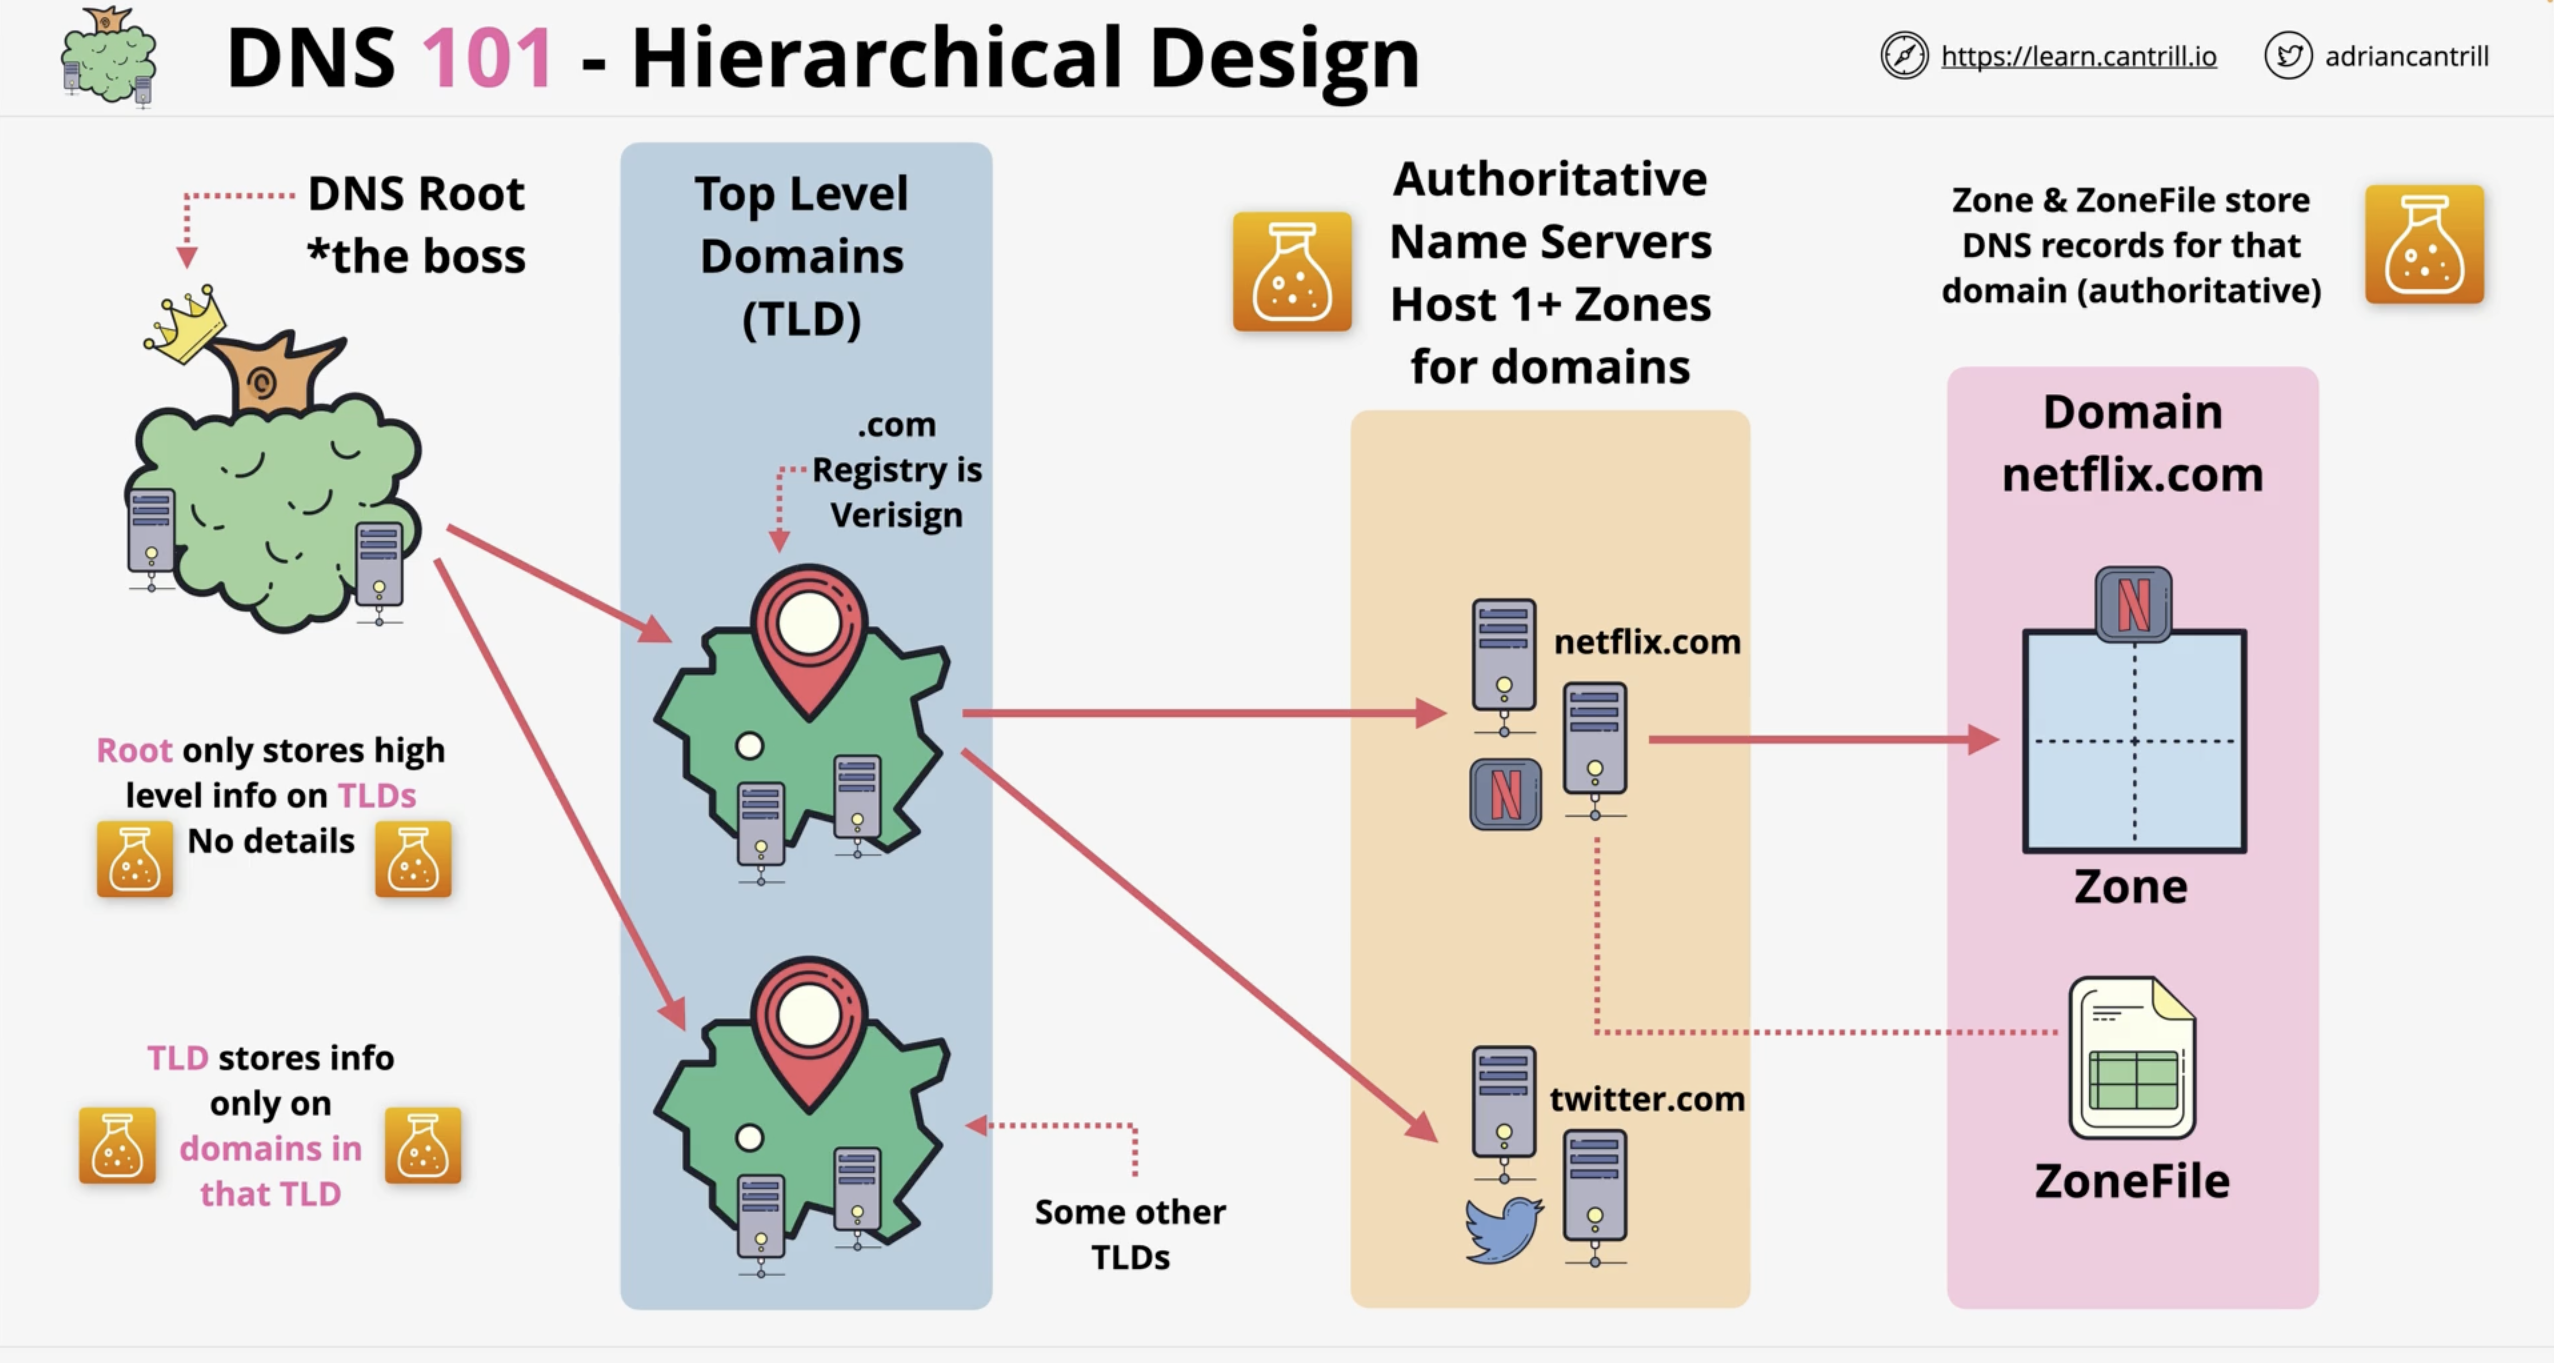 DNS 101 - Hierarchical Design
https://learn.cantrill.io
adriancantrill
DNS Root
*the boss
Root only stores high
level info on TLDs
No details
TLD stores info
only on
domains in
that TLD
Top Level
Domains
(TLD)
.com
Registry is
Verisign
Some other
TLDs
Authoritative
Name Servers
Host 1+ Zones
for domains
netflix.com
N
twitter.com
Zone & ZoneFile store
DNS records for that
domain (authoritative)
Domain
netflix.com
N
Zone
ZoneFile